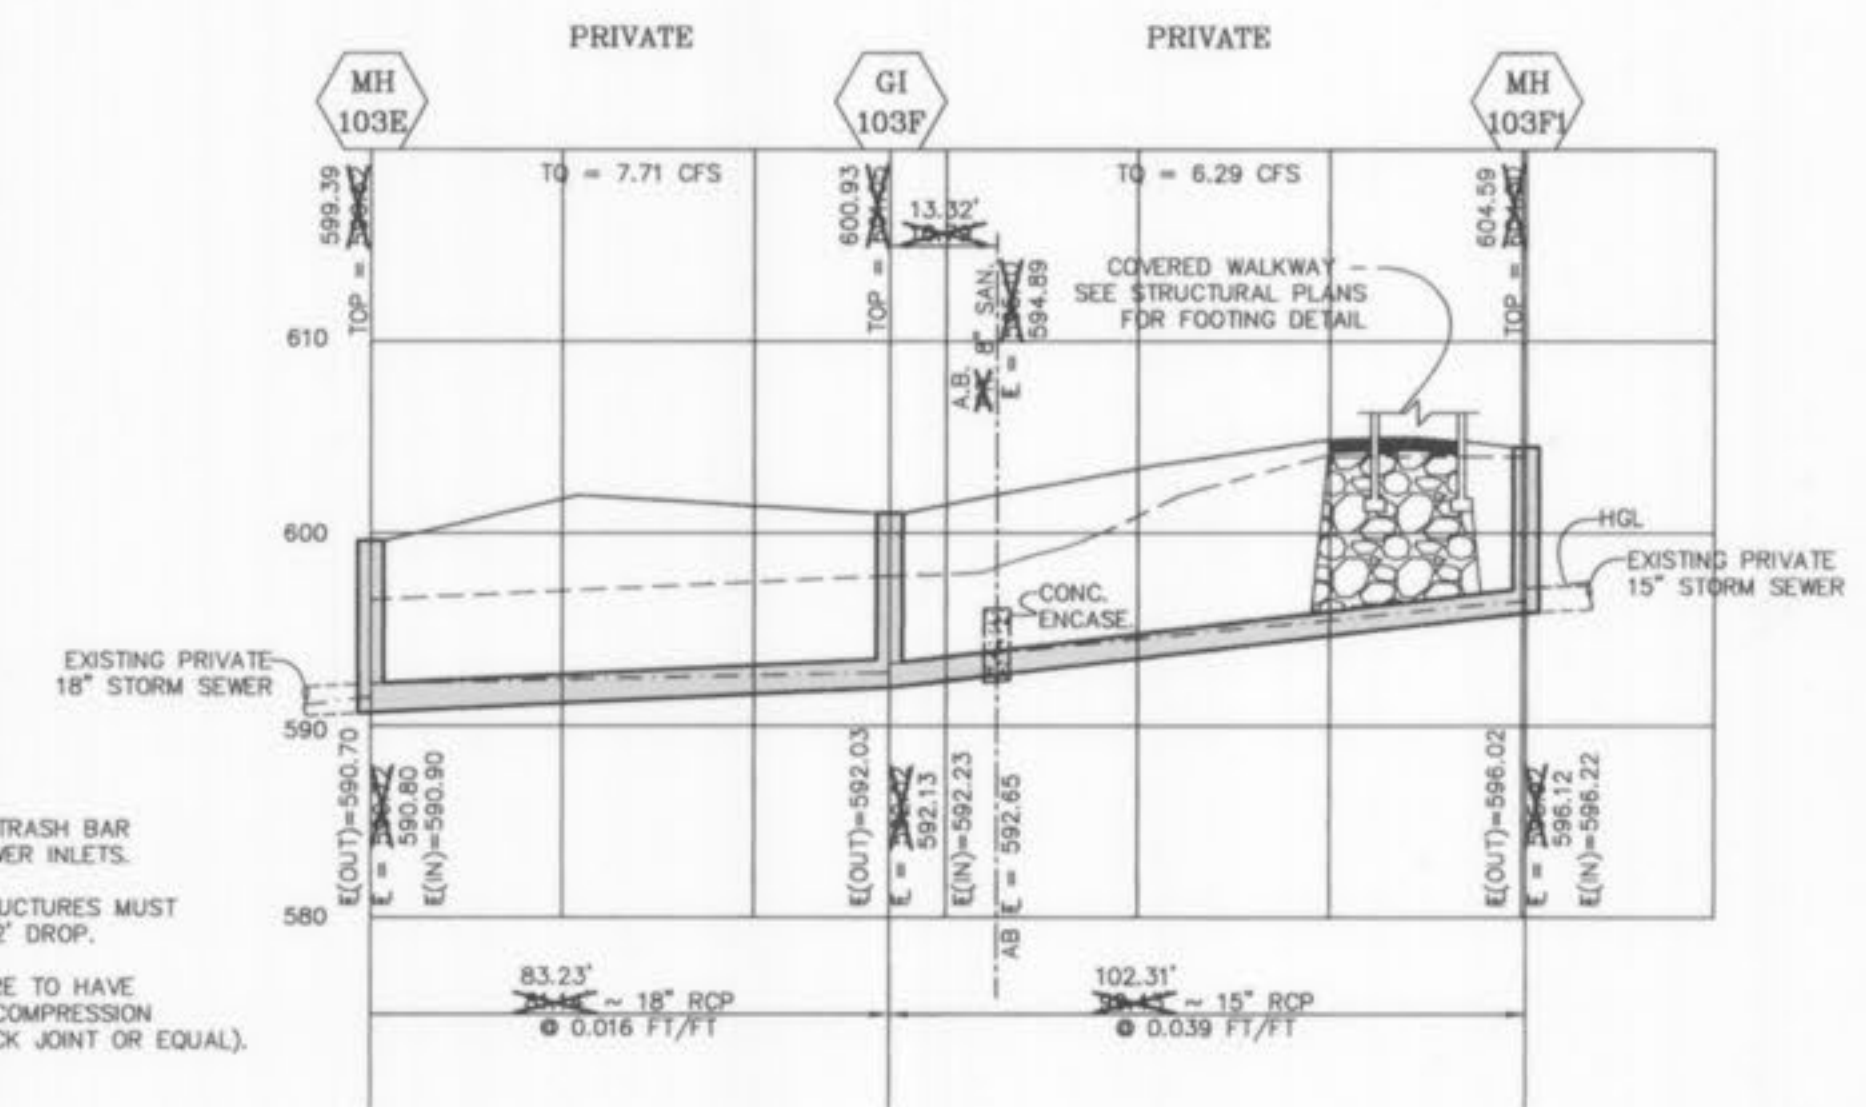 PRIVATE
PRIVATE
MH
103E
GI
103F
MH
103F1
TQ = 7.71 CFS
TQ = 6.29 CFS
599.39
TOP =
600.93
TOP =
13.32'
604.59
TOP =
A.B. 8" SAN.
E =
594.89
COVERED WALKWAY
SEE STRUCTURAL PLANS
FOR FOOTING DETAIL
610
600
590
580
HGL
EXISTING PRIVATE
15" STORM SEWER
CONC.
ENCASE.
EXISTING PRIVATE
18" STORM SEWER
E(OUT)=590.70
E =
590.80
E(IN)=590.90
E(OUT)=592.03
E =
592.13
E(IN)=592.23
AB E = 592.65
E(OUT)=596.02
E =
596.12
E(IN)=596.22
TRASH BAR
VER INLETS.
UCTURES MUST
2' DROP.
RE TO HAVE
COMPRESSION
CK JOINT OR EQUAL).
83.23'
~ 18" RCP
@ 0.016 FT/FT
102.31'
~ 15" RCP
@ 0.039 FT/FT